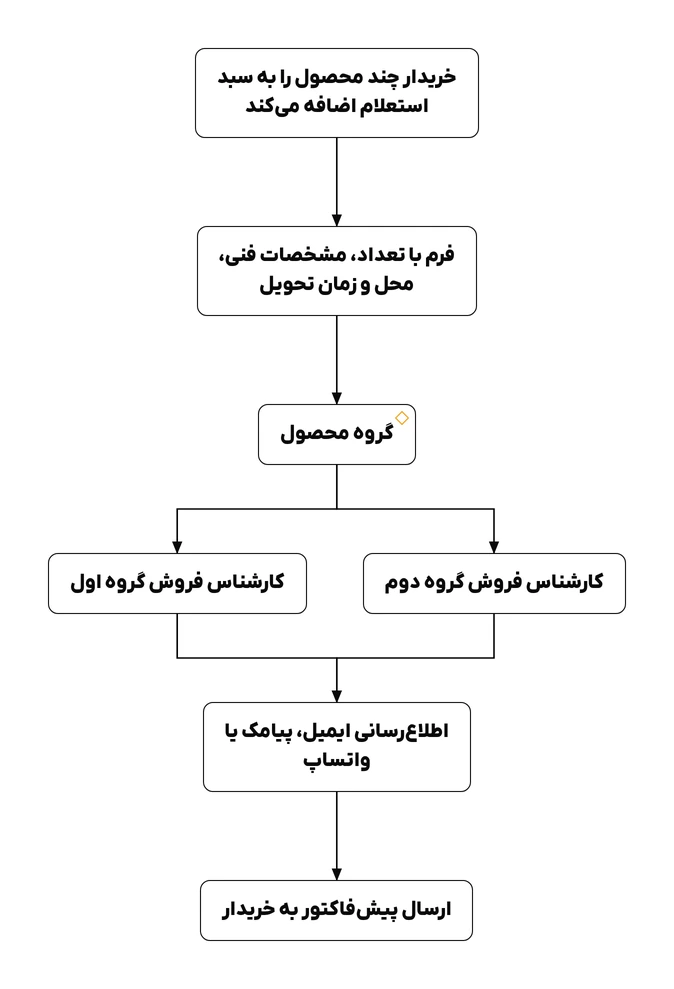 خریدار چند محصول را به سبد
استعلام اضافه می‌کند
فرم با تعداد، مشخصات فنی،
محل و زمان تحویل
گروه محصول
کارشناس فروش گروه دوم
کارشناس فروش گروه اول
اطلاع‌رسانی ایمیل، پیامک یا
واتساپ
ارسال پیش‌فاکتور به خریدار